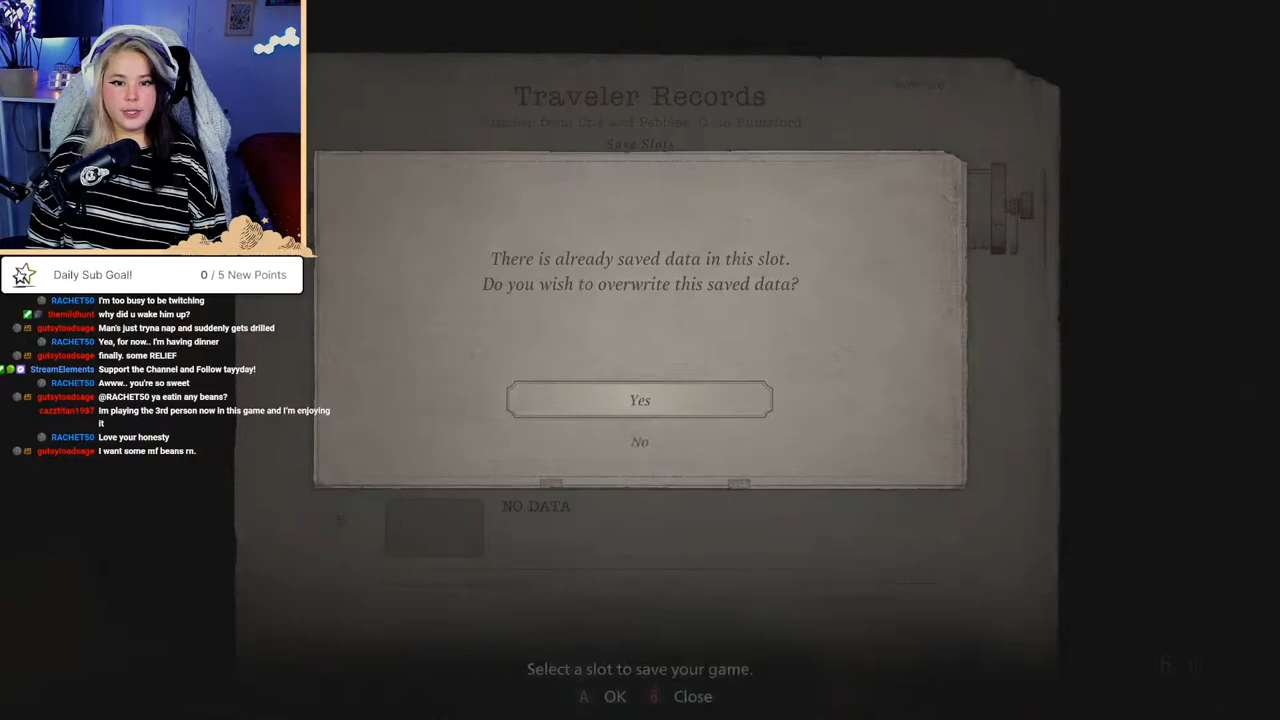 Daily Sub Goal!
0 / 5 New Points
RACHET50 I'm too busy to be twitching
themildhunt why did u wake him up?
gutsytoadsage Man's just tryna nap and suddenly gets drilled
RACHET50 Yea, for now.. I'm having dinner
gutsytoadsage finally. some RELIEF
StreamElements Support the Channel and Follow tayyday!
RACHET50 Awww.. you're so sweet
gutsytoadsage @RACHET50 ya eatin any beans?
cazztitan1987 Im playing the 3rd person now in this game and I'm enjoying
it
RACHET50 Love your honesty
gutsytoadsage I want some mf beans rn.
Traveler Records
Save Slots
There is already saved data in this slot.
Do you wish to overwrite this saved data?
Yes
No
NO DATA
Select a slot to save your game.
A OK B Close